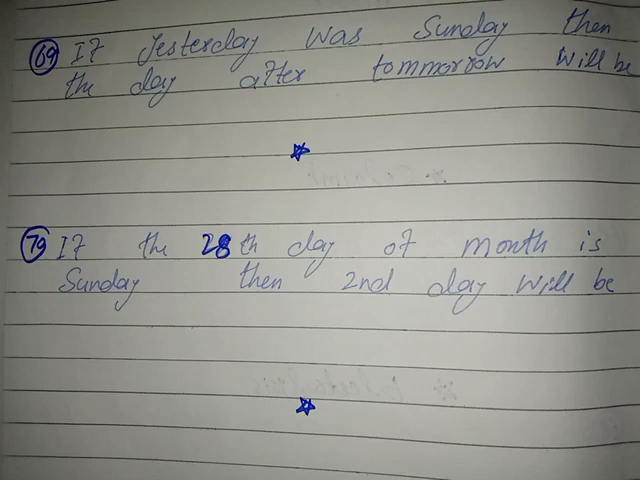 69 If yesterday was Sunday then
the day after tommorrow will be
79 If the 28th day of month is
Sunday then 2nd day will be